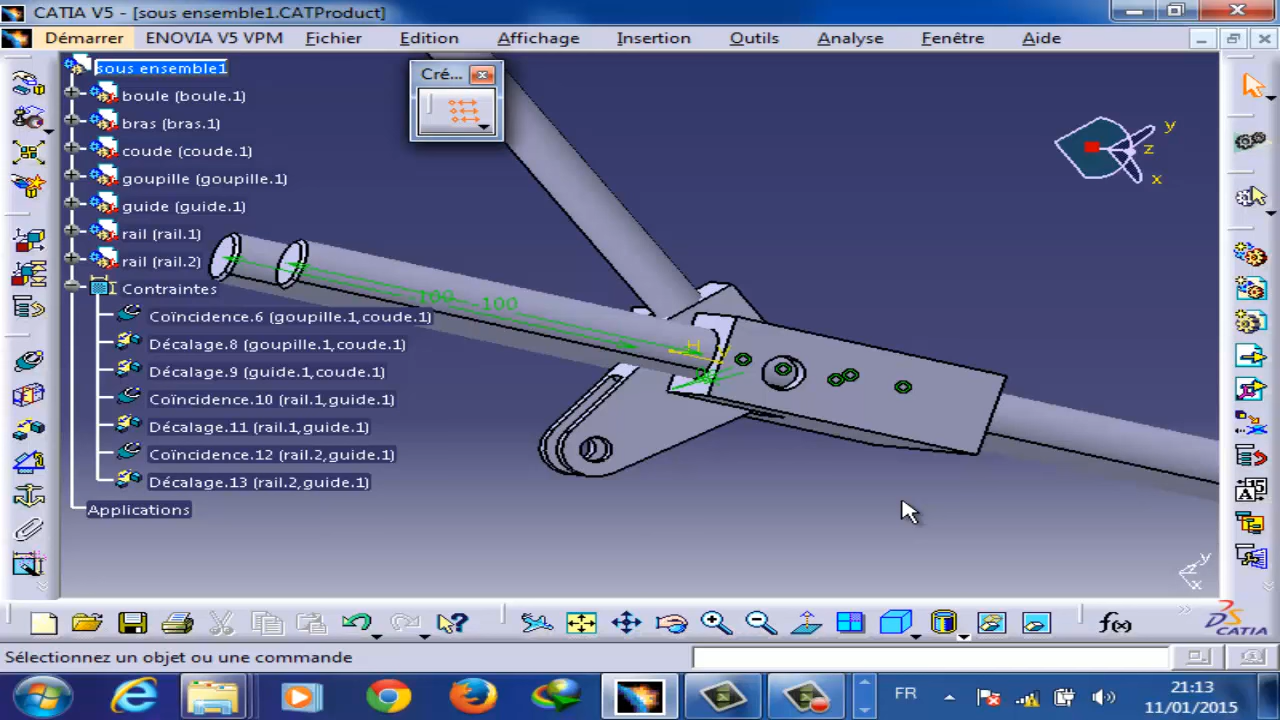 CATIA V5 - [sous ensemble1.CATProduct]
Démarrer ENOVIA V5 VPM Fichier Edition Affichage Insertion Outils Analyse Fenêtre Aide
sous ensemble1
Cré...
boule (boule.1)
bras (bras.1)
coude (coude.1)
goupille (goupille.1)
guide (guide.1)
rail (rail.1)
rail (rail.2)
Contraintes
Coïncidence.6 (goupille.1,coude.1)
Décalage.8 (goupille.1,coude.1)
Décalage.9 (guide.1,coude.1)
Coïncidence.10 (rail.1,guide.1)
Décalage.11 (rail.1,guide.1)
Coïncidence.12 (rail.2,guide.1)
Décalage.13 (rail.2,guide.1)
Applications
-100 -100
H
y
z
x
y
x
A 15
f(x)
CATIA
Sélectionnez un objet ou une commande
FR
21:13
11/01/2015